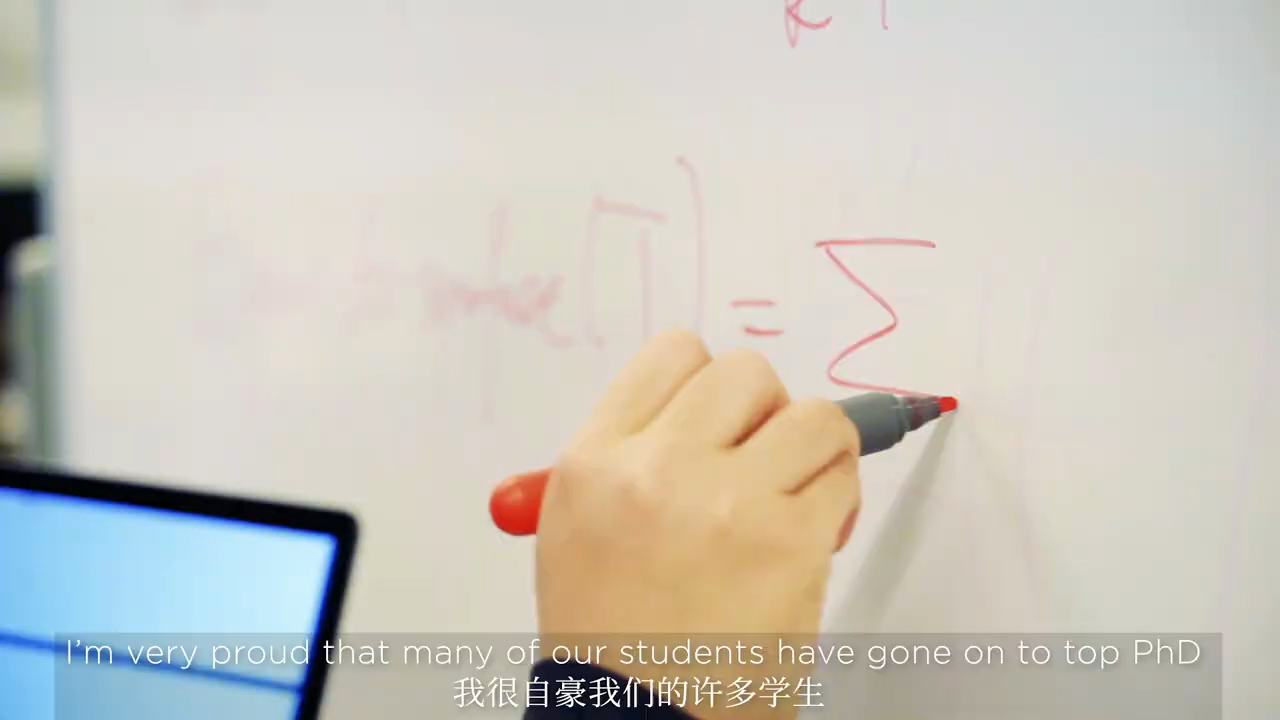 = Σ
I'm very proud that many of our students have gone on to top PhD
我很自豪我们的许多学生